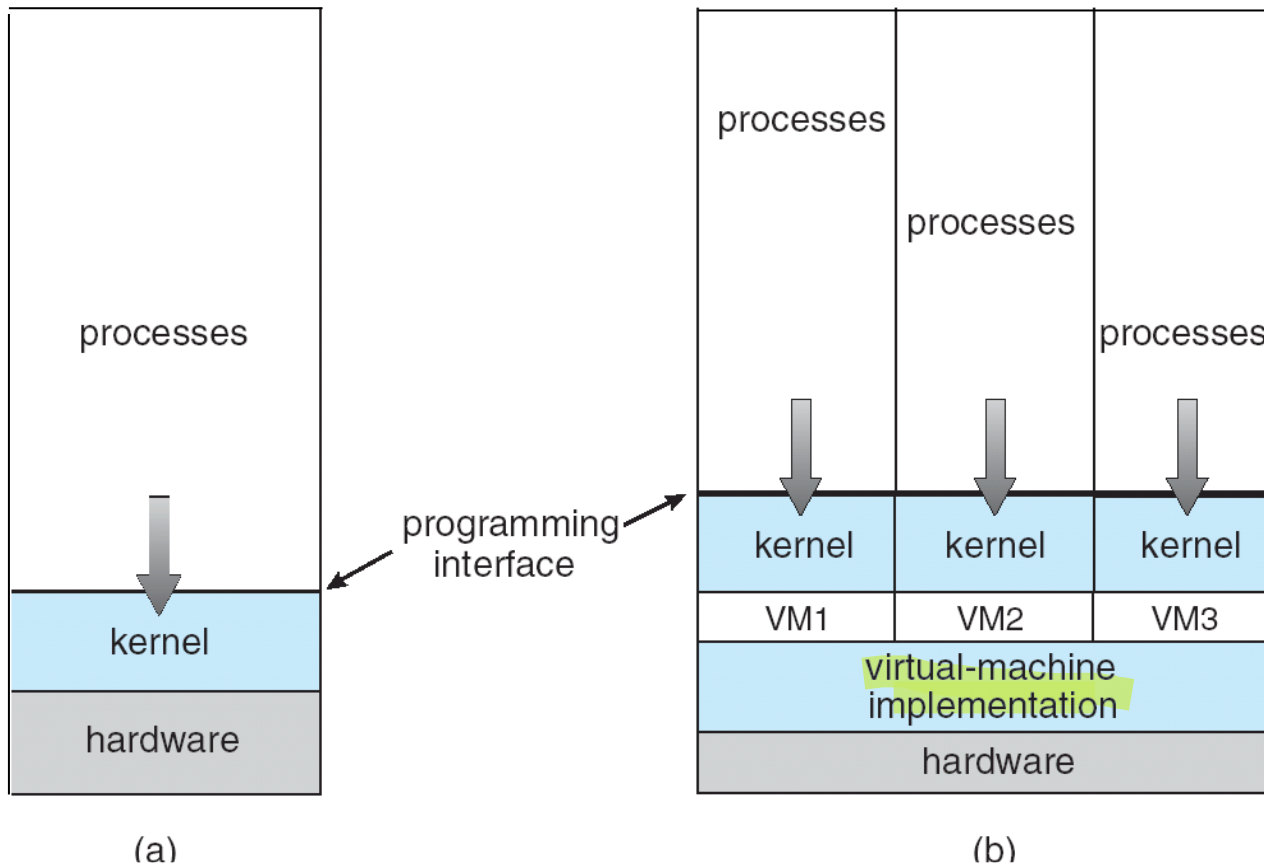 processes
kernel
hardware
(a)
programming
interface
processes
processes
processes
kernel
kernel
kernel
VM1
VM2
VM3
virtual-machine
implementation
hardware
(b)